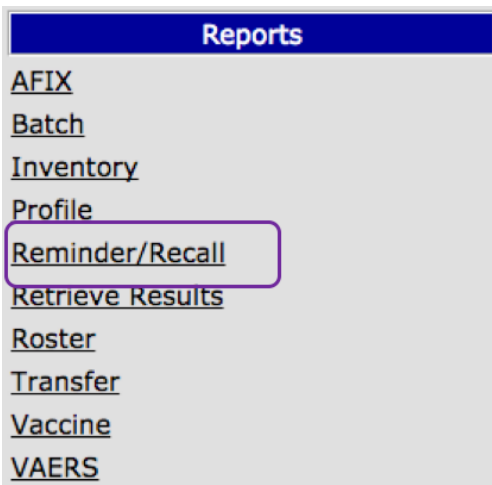 Reports
AFIX
Batch
Inventory
Profile
Reminder/Recall
Retrieve Results
Roster
Transfer
Vaccine
VAERS